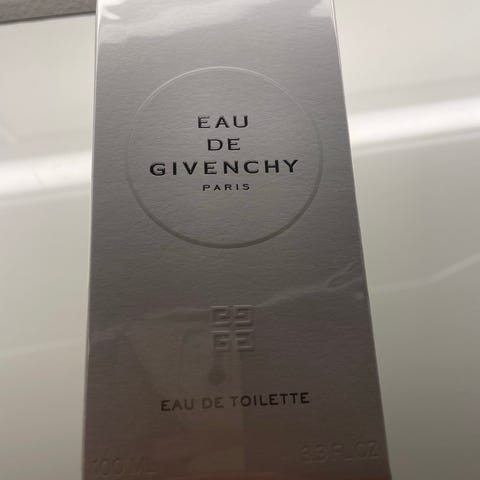 EAU
DE
GIVENCHY
PARIS
EAU DE TOILETTE
100 ML 3.3 FL.OZ